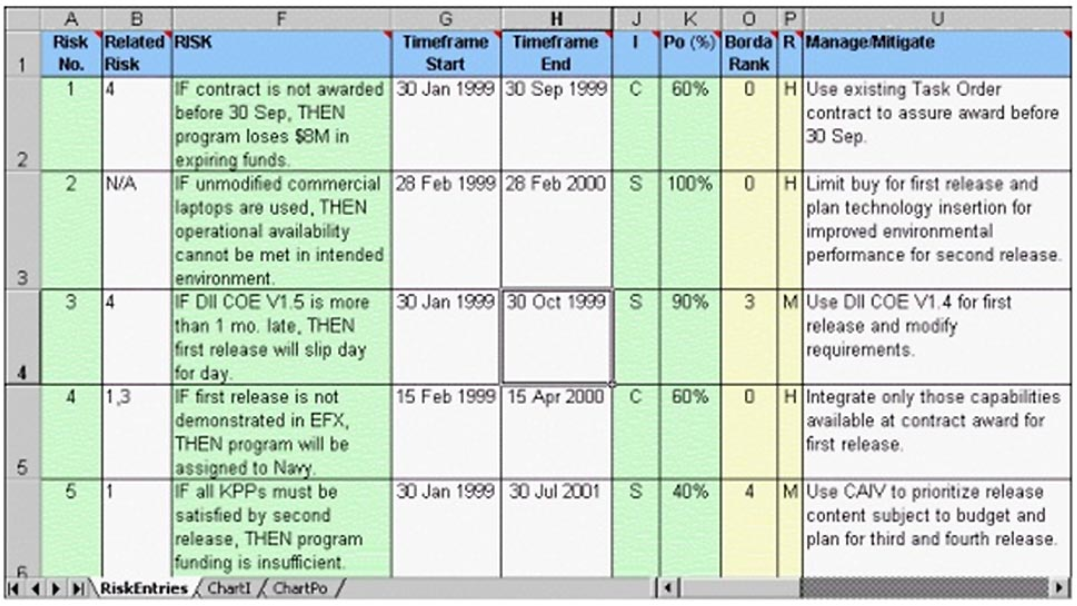 A B F G H J K O P U
Risk No. Related Risk RISK Timeframe Start Timeframe End I Po (%) Borda Rank R Manage/Mitigate
1
1 4 IF contract is not awarded 30 Jan 1999 30 Sep 1999 C 60% 0 H Use existing Task Order
before 30 Sep, THEN contract to assure award before
program loses $8M in 30 Sep.
2 expiring funds.
2 N/A IF unmodified commercial 28 Feb 1999 28 Feb 2000 S 100% 0 H Limit buy for first release and
laptops are used, THEN plan technology insertion for
operational availability improved environmental
cannot be met in intended performance for second release.
3 environment.
3 4 IF DII COE V1.5 is more 30 Jan 1999 30 Oct 1999 S 90% 3 M Use DII COE V1.4 for first
than 1 mo. late, THEN release and modify
first release will slip day requirements.
4 for day.
4 1,3 IF first release is not 15 Feb 1999 15 Apr 2000 C 60% 0 H Integrate only those capabilities
demonstrated in EFX, available at contract award for
THEN program will be first release.
5 assigned to Navy.
5 1 IF all KPPs must be 30 Jan 1999 30 Jul 2001 S 40% 4 M Use CAIV to prioritize release
satisfied by second content subject to budget and
release, THEN program plan for third and fourth release.
6 funding is insufficient.
RiskEntries ChartI ChartPo